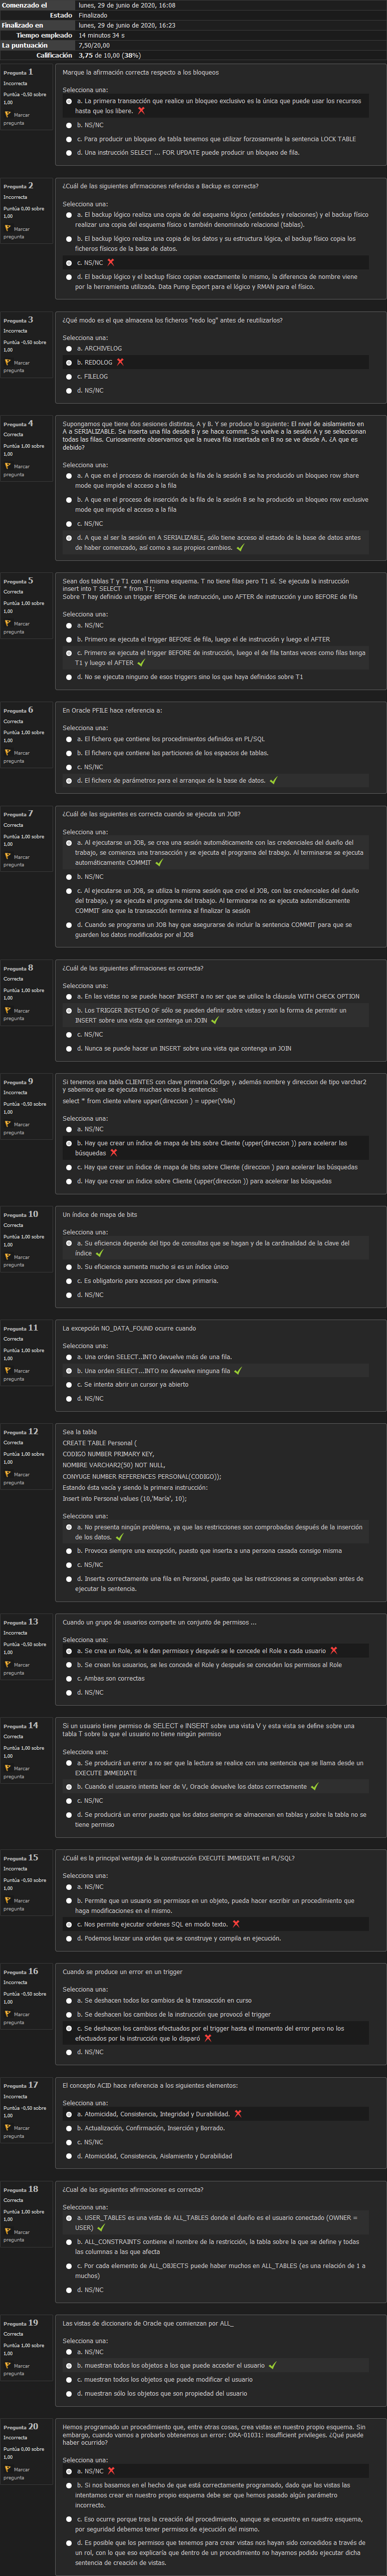 Comenzado el lunes, 29 de junio de 2020, 16:08
Estado Finalizado
Finalizado en lunes, 29 de junio de 2020, 16:23
Tiempo empleado 14 minutos 34 s
La puntuación 7,50/20,00
Calificación 3,75 de 10,00 (38%)
Pregunta 1
Incorrecta
Puntúa -0,50 sobre 1,00
Marcar pregunta
Marque la afirmación correcta respecto a los bloqueos
Selecciona una:
a. La primera transacción que realice un bloqueo exclusivo es la única que puede usar los recursos
hasta que los libere.
b. NS/NC
c. Para producir un bloqueo de tabla tenemos que utilizar forzosamente la sentencia LOCK TABLE
d. Una instrucción SELECT ... FOR UPDATE puede producir un bloqueo de fila.
Pregunta 2
Incorrecta
Puntúa 0,00 sobre 1,00
Marcar pregunta
¿Cuál de las siguientes afirmaciones referidas a Backup es correcta?
Selecciona una:
a. El backup lógico realiza una copia de del esquema lógico (entidades y relaciones) y el backup físico
realizar una copia del esquema físico o también denominado relacional (tablas).
b. El backup lógico realiza una copia de los datos y su estructura lógica, el backup físico copia los
ficheros físicos de la base de datos.
c. NS/NC
d. El backup lógico y el backup físico copian exactamente lo mismo, la diferencia de nombre viene
por la herramienta utilizada. Data Pump Export para el lógico y RMAN para el físico.
Pregunta 3
Incorrecta
Puntúa -0,50 sobre 1,00
Marcar pregunta
¿Qué modo es el que almacena los ficheros "redo log" antes de reutilizarlos?
Selecciona una:
a. ARCHIVELOG
b. REDOLOG
c. FILELOG
d. NS/NC
Pregunta 4
Correcta
Puntúa 1,00 sobre 1,00
Marcar pregunta
Supongamos que tiene dos sesiones distintas, A y B. Y se produce lo siguiente: El nivel de aislamiento en
A a SERIALIZABLE. Se inserta una fila desde B y se hace commit. Se vuelve a la sesión A y se seleccionan
todas las filas. Curiosamente observamos que la nueva fila insertada en B no se ve desde A. ¿A que es
debido?
Selecciona una:
a. A que en el proceso de inserción de la fila de la sesión B se ha producido un bloqueo row share
mode que impide el acceso a la fila
b. A que en el proceso de inserción de la fila de la sesión B se ha producido un bloqueo row exclusive
mode que impide el acceso a la fila
c. NS/NC
d. A que al ser la sesión en A SERIALIZABLE, sólo tiene acceso al estado de la base de datos antes
de haber comenzado, así como a sus propios cambios.
Pregunta 5
Correcta
Puntúa 1,00 sobre 1,00
Marcar pregunta
Sean dos tablas T y T1 con el mismo esquema. T no tiene filas pero T1 sí. Se ejecuta la instrucción
insert into T SELECT * from T1;
Sobre T hay definido un trigger BEFORE de instrucción, uno AFTER de instrucción y uno BEFORE de fila
Selecciona una:
a. NS/NC
b. Primero se ejecuta el trigger BEFORE de fila, luego el de instrucción y luego el AFTER
c. Primero se ejecuta el trigger BEFORE de instrucción, luego el de fila tantas veces como filas tenga
T1 y luego el AFTER
d. No se ejecuta ninguno de esos triggers sino los que haya definidos sobre T1
Pregunta 6
Correcta
Puntúa 1,00 sobre 1,00
Marcar pregunta
En Oracle PFILE hace referencia a:
Selecciona una:
a. El fichero que contiene los procedimientos definidos en PL/SQL
b. El fichero que contiene las particiones de los espacios de tablas.
c. NS/NC
d. El fichero de parámetros para el arranque de la base de datos.
Pregunta 7
Correcta
Puntúa 1,00 sobre 1,00
Marcar pregunta
¿Cuál de las siguientes es correcta cuando se ejecuta un JOB?
Selecciona una:
a. Al ejecutarse un JOB, se crea una sesión automáticamente con las credenciales del dueño del
trabajo, se comienza una transacción y se ejecuta el programa del trabajo. Al terminarse se ejecuta
automáticamente COMMIT
b. NS/NC
c. Al ejecutarse un JOB, se utiliza la misma sesión que creó el JOB, con las credenciales del dueño
del trabajo, y se ejecuta el programa del trabajo. Al terminarse no se ejecuta automáticamente
COMMIT sino que la transacción termina al finalizar la sesión
d. Cuando se programa un JOB hay que asegurarse de incluir la sentencia COMMIT para que se
guarden los datos modificados por el JOB
Pregunta 8
Correcta
Puntúa 1,00 sobre 1,00
Marcar pregunta
¿Cuál de las siguientes afirmaciones es correcta?
Selecciona una:
a. En las vistas no se puede hacer INSERT a no ser que se utilice la cláusula WITH CHECK OPTION
b. Los TRIGGER INSTEAD OF sólo se pueden definir sobre vistas y son la forma de permitir un
INSERT sobre una vista que contenga un JOIN
c. NS/NC
d. Nunca se puede hacer un INSERT sobre una vista que contenga un JOIN
Pregunta 9
Incorrecta
Puntúa -0,50 sobre 1,00
Marcar pregunta
Si tenemos una tabla CLIENTES con clave primaria Codigo y, además nombre y direccion de tipo varchar2
y sabemos que se ejecuta muchas veces la sentencia:
select * from cliente where upper(direccion ) = upper(Vble)
Selecciona una:
a. NS/NC
b. Hay que crear un índice de mapa de bits sobre Cliente (upper(direccion )) para acelerar las
búsquedas
c. Hay que crear un índice de mapa de bits sobre Cliente (direccion ) para acelerar las búsquedas
d. Hay que crear un índice sobre Cliente (upper(direccion )) para acelerar las búsquedas
Pregunta 10
Correcta
Puntúa 1,00 sobre 1,00
Marcar pregunta
Un índice de mapa de bits
Selecciona una:
a. Su eficiencia depende del tipo de consultas que se hagan y de la cardinalidad de la clave del
índice
b. Su eficiencia aumenta mucho si es un índice único
c. Es obligatorio para accesos por clave primaria.
d. NS/NC
Pregunta 11
Correcta
Puntúa 1,00 sobre 1,00
Marcar pregunta
La excepción NO_DATA_FOUND ocurre cuando
Selecciona una:
a. Una orden SELECT..INTO devuelve más de una fila.
b. Una orden SELECT...INTO no devuelve ninguna fila
c. Se intenta abrir un cursor ya abierto
d. NS/NC
Pregunta 12
Correcta
Puntúa 1,00 sobre 1,00
Marcar pregunta
Sea la tabla
CREATE TABLE Personal (
CODIGO NUMBER PRIMARY KEY,
NOMBRE VARCHAR2(50) NOT NULL,
CONYUGE NUMBER REFERENCES PERSONAL(CODIGO));
Estando ésta vacía y siendo la primera instrucción:
Insert into Personal values (10,'María', 10);
Selecciona una:
a. No presenta ningún problema, ya que las restricciones son comprobadas después de la inserción
de los datos.
b. Provoca siempre una excepción, puesto que inserta a una persona casada consigo misma
c. NS/NC
d. Inserta correctamente una fila en Personal, puesto que las restricciones se comprueban antes de
ejecutar la sentencia.
Pregunta 13
Incorrecta
Puntúa -0,50 sobre 1,00
Marcar pregunta
Cuando un grupo de usuarios comparte un conjunto de permisos ...
Selecciona una:
a. Se crea un Role, se le dan permisos y después se le concede el Role a cada usuario
b. Se crean los usuarios, se les concede el Role y después se conceden los permisos al Role
c. Ambas son correctas
d. NS/NC
Pregunta 14
Correcta
Puntúa 1,00 sobre 1,00
Marcar pregunta
Si un usuario tiene permiso de SELECT e INSERT sobre una vista V y esta vista se define sobre una
tabla T sobre la que el usuario no tiene ningún permiso
Selecciona una:
a. Se producirá un error a no ser que la lectura se realice con una sentencia que se llama desde un
EXECUTE IMMEDIATE
b. Cuando el usuario intenta leer de V, Oracle devuelve los datos correctamente
c. NS/NC
d. Se producirá un error puesto que los datos siempre se almacenan en tablas y sobre la tabla no se
tiene permiso
Pregunta 15
Incorrecta
Puntúa -0,50 sobre 1,00
Marcar pregunta
¿Cuál es la principal ventaja de la construcción EXECUTE IMMEDIATE en PL/SQL?
Selecciona una:
a. NS/NC
b. Permite que un usuario sin permisos en un objeto, pueda hacer escribir un procedimiento que
haga modificaciones en el mismo.
c. Nos permite ejecutar ordenes SQL en modo texto.
d. Podemos lanzar una orden que se construye y compila en ejecución.
Pregunta 16
Incorrecta
Puntúa -0,50 sobre 1,00
Marcar pregunta
Cuando se produce un error en un trigger
Selecciona una:
a. Se deshacen todos los cambios de la transacción en curso
b. Se deshacen los cambios de la instrucción que provocó el trigger
c. Se deshacen los cambios efectuados por el trigger hasta el momento del error pero no los
efectuados por la instrucción que lo disparó
d. NS/NC
Pregunta 17
Incorrecta
Puntúa -0,50 sobre 1,00
Marcar pregunta
El concepto ACID hace referencia a los siguientes elementos:
Selecciona una:
a. Atomicidad, Consistencia, Integridad y Durabilidad.
b. Actualización, Confirmación, Inserción y Borrado.
c. NS/NC
d. Atomicidad, Consistencia, Aislamiento y Durabilidad
Pregunta 18
Correcta
Puntúa 1,00 sobre 1,00
Marcar pregunta
¿Cual de las siguientes afirmaciones es correcta?
Selecciona una:
a. USER_TABLES es una vista de ALL_TABLES donde el dueño es el usuario conectado (OWNER =
USER)
b. ALL_CONSTRAINTS contiene el nombre de la restricción, la tabla sobre la que se define y todas
las columnas a las que afecta
c. Por cada elemento de ALL_OBJECTS puede haber muchos en ALL_TABLES (es una relación de 1 a
muchos)
d. NS/NC
Pregunta 19
Correcta
Puntúa 1,00 sobre 1,00
Marcar pregunta
Las vistas de diccionario de Oracle que comienzan por ALL_
Selecciona una:
a. NS/NC
b. muestran todos los objetos a los que puede acceder el usuario
c. muestran todos los objetos que puede modificar el usuario
d. muestran sólo los objetos que son propiedad del usuario
Pregunta 20
Incorrecta
Puntúa 0,00 sobre 1,00
Marcar pregunta
Hemos programado un procedimiento que, entre otras cosas, crea vistas en nuestro propio esquema. Sin
embargo, cuando vamos a probarlo obtenemos un error: ORA-01031: insufficient privileges. ¿Qué puede
haber ocurrido?
Selecciona una:
a. NS/NC
b. Si nos basamos en el hecho de que está correctamente programado, dado que las vistas las
intentamos crear en nuestro propio esquema debe ser que hemos pasado algún parámetro
incorrecto.
c. Eso ocurre porque tras la creación del procedimiento, aunque se encuentre en nuestro esquema,
por seguridad debemos tener permisos de ejecución del mismo.
d. Es posible que los permisos que tenemos para crear vistas nos hayan sido concedidos a través de
un rol, con lo que eso explicaría que dentro de un procedimiento no hayamos podido ejecutar dicha
sentencia de creación de vistas.